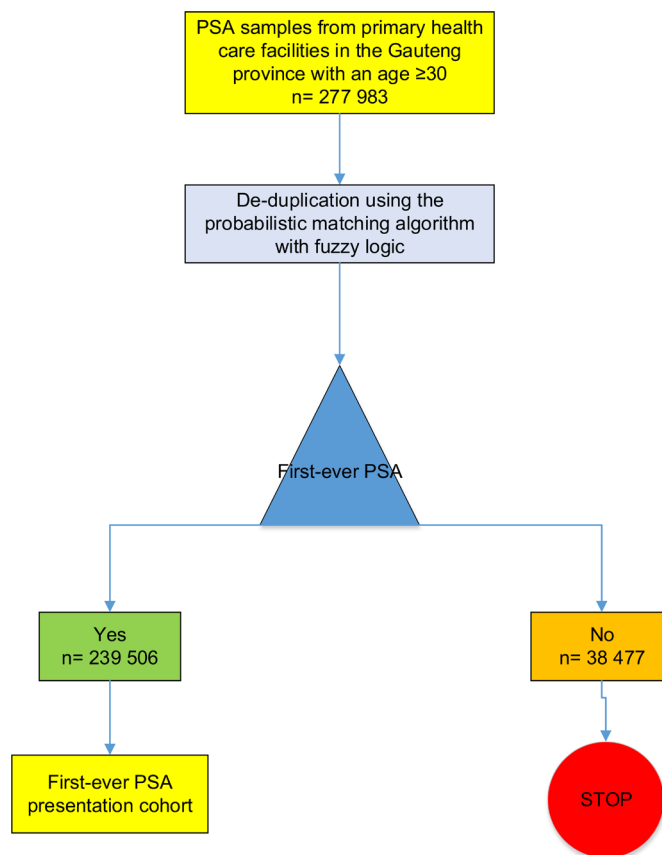 PSA samples from primary health
care facilities in the Gauteng
province with an age ≥30
n= 277 983
De-duplication using the
probabilistic matching algorithm
with fuzzy logic
First-ever PSA
Yes
n= 239 506
No
n= 38 477
First-ever PSA
presentation cohort
STOP